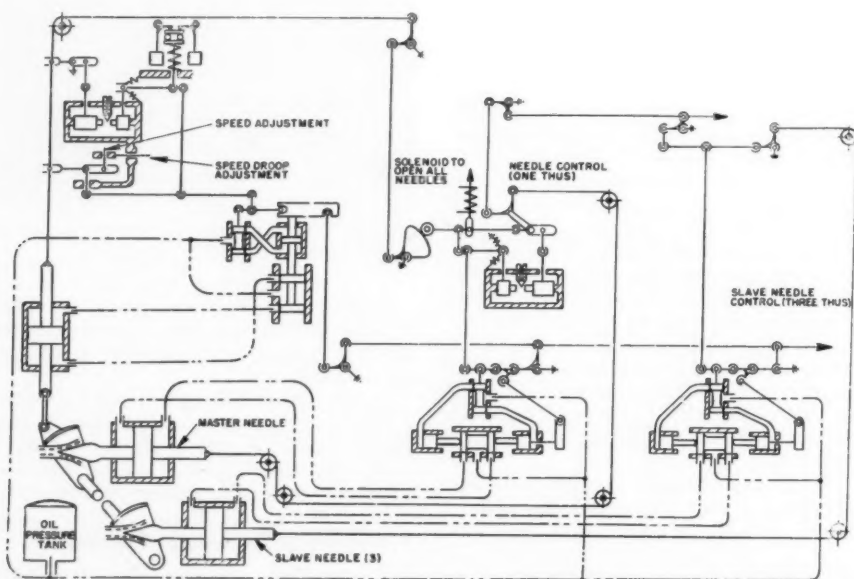 SPEED ADJUSTMENT
SPEED DROOP
ADJUSTMENT
SOLENOID TO
OPEN ALL
NEEDLES
NEEDLE CONTROL
(ONE THUS)
SLAVE NEEDLE
CONTROL (THREE THUS)
MASTER NEEDLE
OIL
PRESSURE
TANK
SLAVE NEEDLE (3)